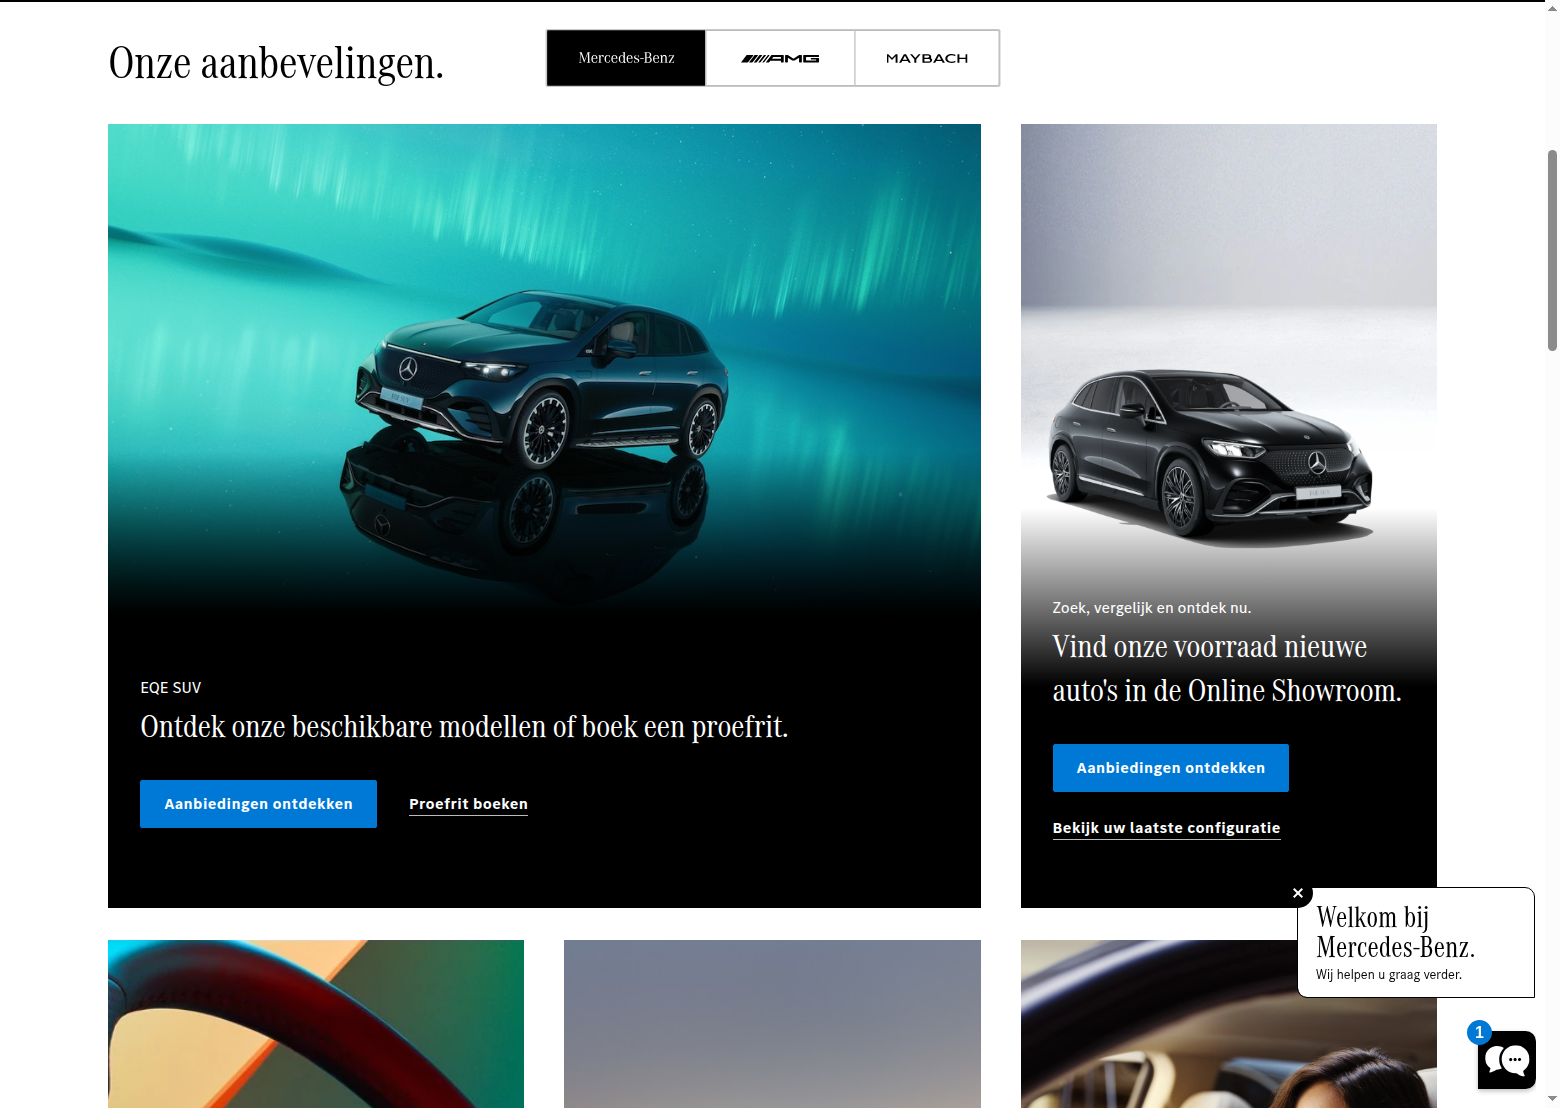 Onze aanbevelingen.
Mercedes-Benz
AMG
MAYBACH
EQE SUV
Ontdek onze beschikbare modellen of boek een proefrit.
Aanbiedingen ontdekken
Proefrit boeken
Zoek, vergelijk en ontdek nu.
Vind onze voorraad nieuwe
auto's in de Online Showroom.
Aanbiedingen ontdekken
Bekijk uw laatste configuratie
Welkom bij
Mercedes-Benz.
Wij helpen u graag verder.
1